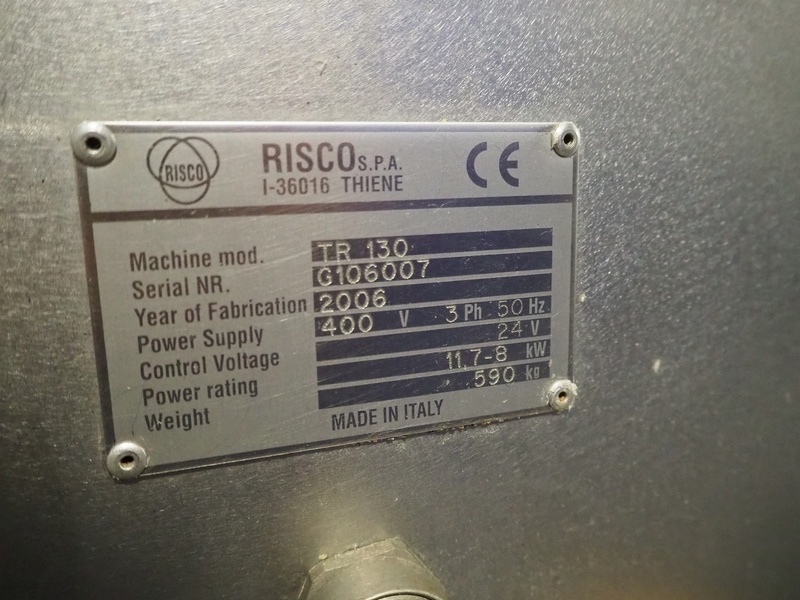 RISCO
RISCO S.P.A.
I-36016 THIENE
CE
Machine mod. TR 130
Serial NR. G106007
Year of Fabrication 2006
Power Supply 400 V 3 Ph 50 Hz
Control Voltage 24 V
Power rating 11,7-8 kW
Weight 590 kg
MADE IN ITALY